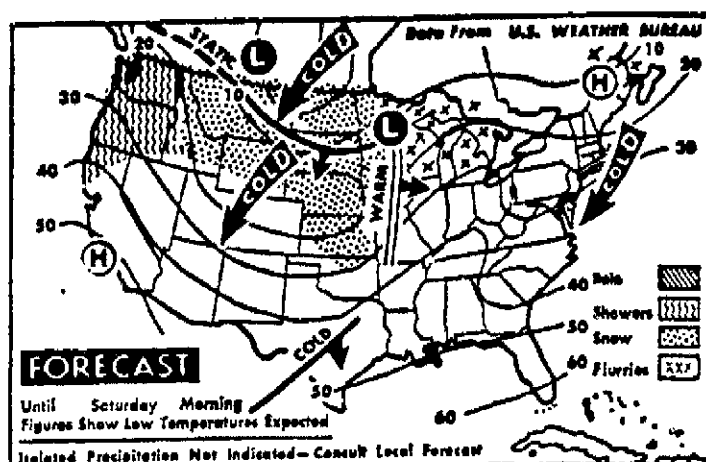 Data From U.S. WEATHER BUREAU
STATIC
L
COLD
20
10
H
10
20
30
L
COLD
COLD
30
40
WARM
50
H
Rain
40
Showers
COLD
50
Snow
FORECAST
60
Flurries
50
60
Until Saturday Morning
Figures Show Low Temperatures Expected
Isolated Precipitation Not Indicated—Consult Local Forecast